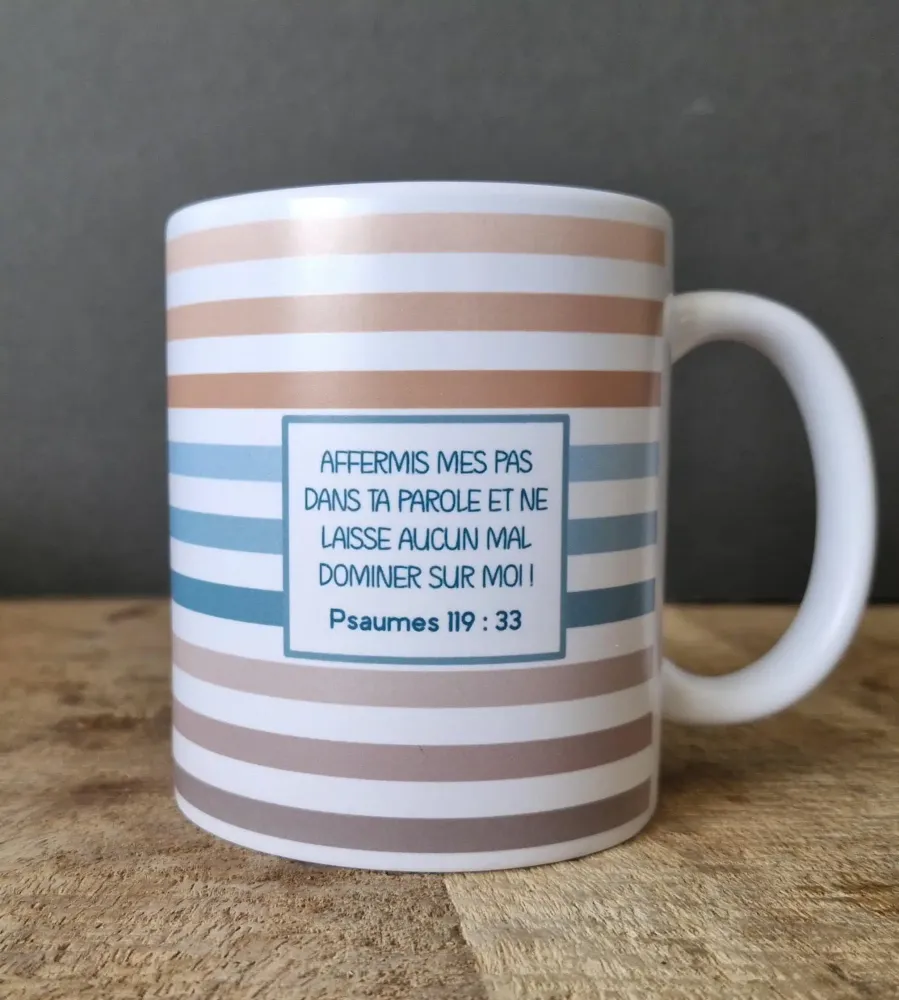 AFFERMIS MES PAS
DANS TA PAROLE ET NE
LAISSE AUCUN MAL
DOMINER SUR MOI !
Psaumes 119 : 33